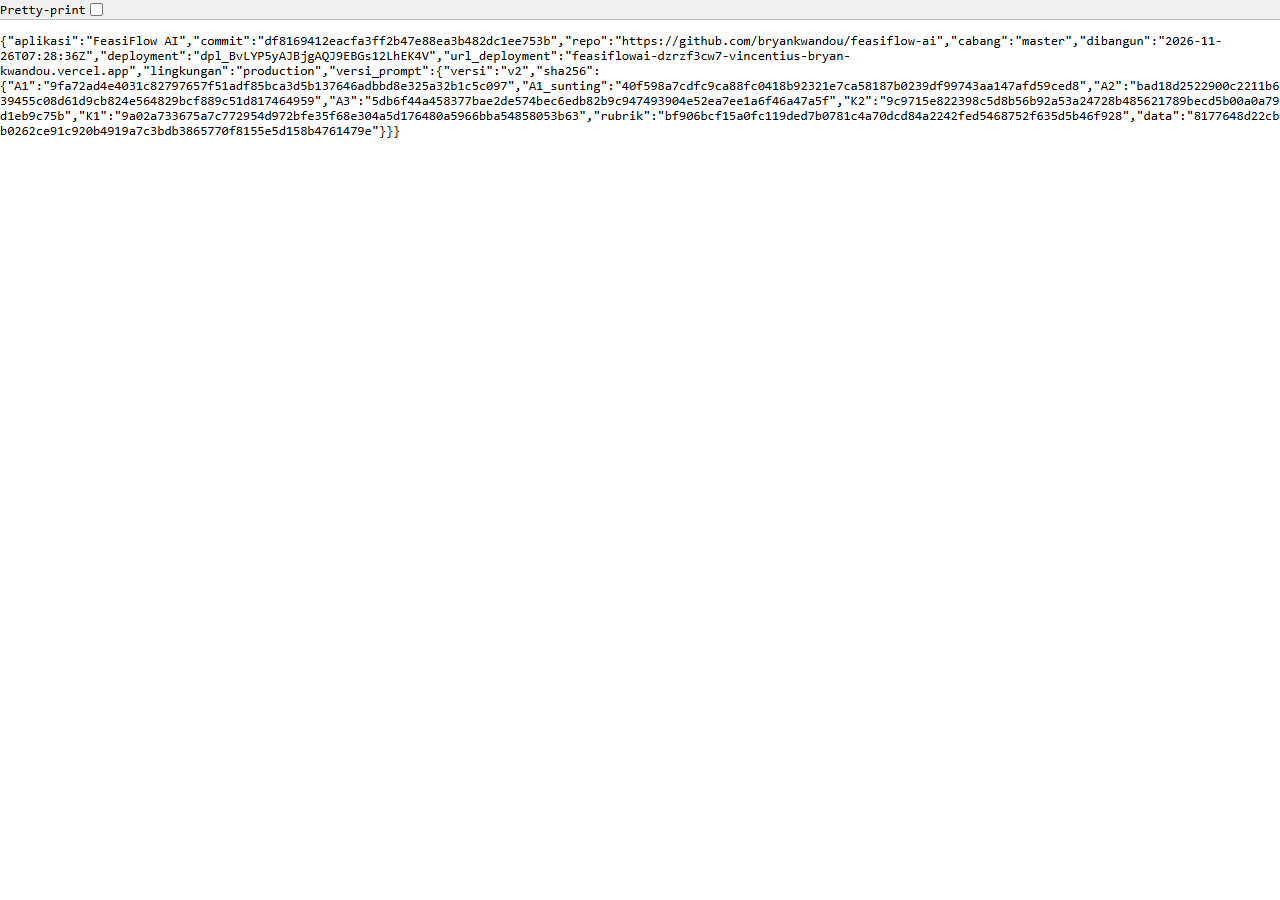 Pretty-print
{"aplikasi":"FeasiFlow AI","commit":"df8169412eacfa3ff2b47e88ea3b482dc1ee753b","repo":"https://github.com/bryankwandou/feasiflow-ai","cabang":"master","dibangun":"2026-11-
26T07:28:36Z","deployment":"dpl_BvLYP5yAJBjgAQJ9EBGs12LhEK4V","url_deployment":"feasiflowai-dzrzf3cw7-vincentius-bryan-
kwandou.vercel.app","lingkungan":"production","versi_prompt":{"versi":"v2","sha256":
{"A1":"9fa72ad4e4031c82797657f51adf85bca3d5b137646adbbd8e325a32b1c5c097","A1_sunting":"40f598a7cdfc9ca88fc0418b92321e7ca58187b0239df99743aa147afd59ced8","A2":"bad18d2522900c2211b6
39455c08d61d9cb824e564829bcf889c51d817464959","A3":"5db6f44a458377bae2de574bec6edb82b9c947493904e52ea7ee1a6f46a47a5f","K2":"9c9715e822398c5d8b56b92a53a24728b485621789becd5b00a0a79
d1eb9c75b","K1":"9a02a733675a7c772954d972bfe35f68e304a5d176480a5966bba54858053b63","rubrik":"bf906bcf15a0fc119ded7b0781c4a70dcd84a2242fed5468752f635d5b46f928","data":"8177648d22cb
b0262ce91c920b4919a7c3bdb3865770f8155e5d158b4761479e"}}}